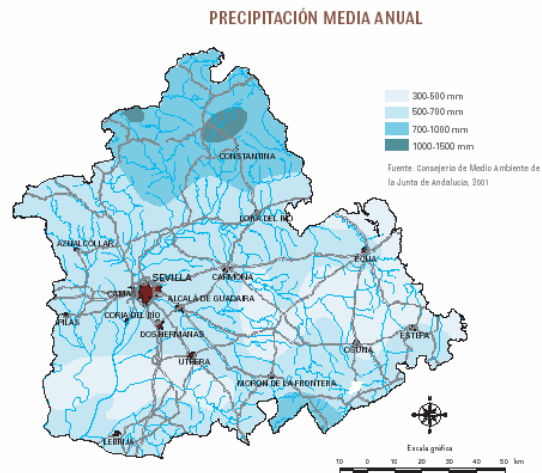 PRECIPITACIÓN MEDIA ANUAL
300-500 mm
500-700 mm
700-1000 mm
1000-1500 mm
Fuente: Consejería de Medio Ambiente de
la Junta de Andalucía, 2001
CONSTANTINA
LORA DEL RÍO
AZNALCOLLAR
ECIJA
SEVILLA
CARMONA
CAMAS
ALCALÁ DE GUADAIRA
PILAS
CORIA DEL RÍO
DOS HERMANAS
ESTEPA
OSUNA
UTRERA
MORÓN DE LA FRONTERA
LEBRIJA
Escala gráfica
10 0 10 20 30 40 50 km